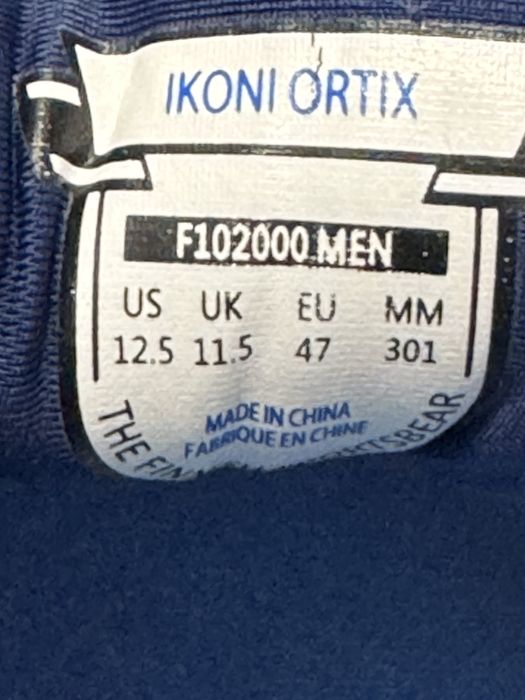 IKONI ORTIX
F102000 MEN
US UK EU MM
12.5 11.5 47 301
MADE IN CHINA
FABRIQUE EN CHINE
THE